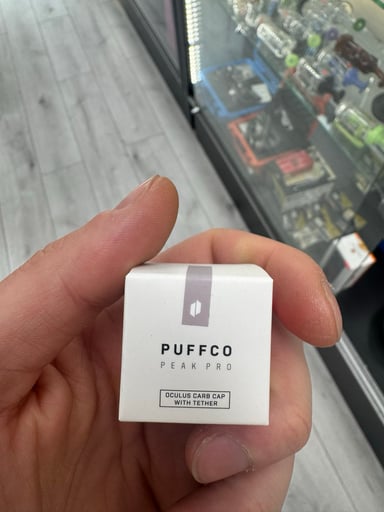 PUFFCO
PEAK PRO
OCULUS CARB CAP
WITH TETHER